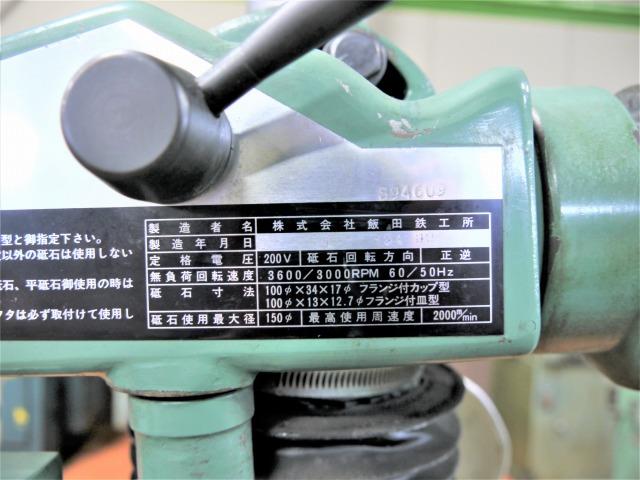 製造者名 株式会社飯田鉄工所
製造年月日
定格電圧 200V 砥石回転方向 正逆
無負荷回転速度 3600/3000RPM 60/50Hz
砥石寸法 100φ×34×17φフランジ付カップ型
100φ×13×12.7φフランジ付皿型
砥石使用最大径 150φ 最高使用周速度 2000m/min
型と御指定下さい。
以外の砥石は使用しない
石、平砥石御使用の時は
タは必ず取付けて使用し